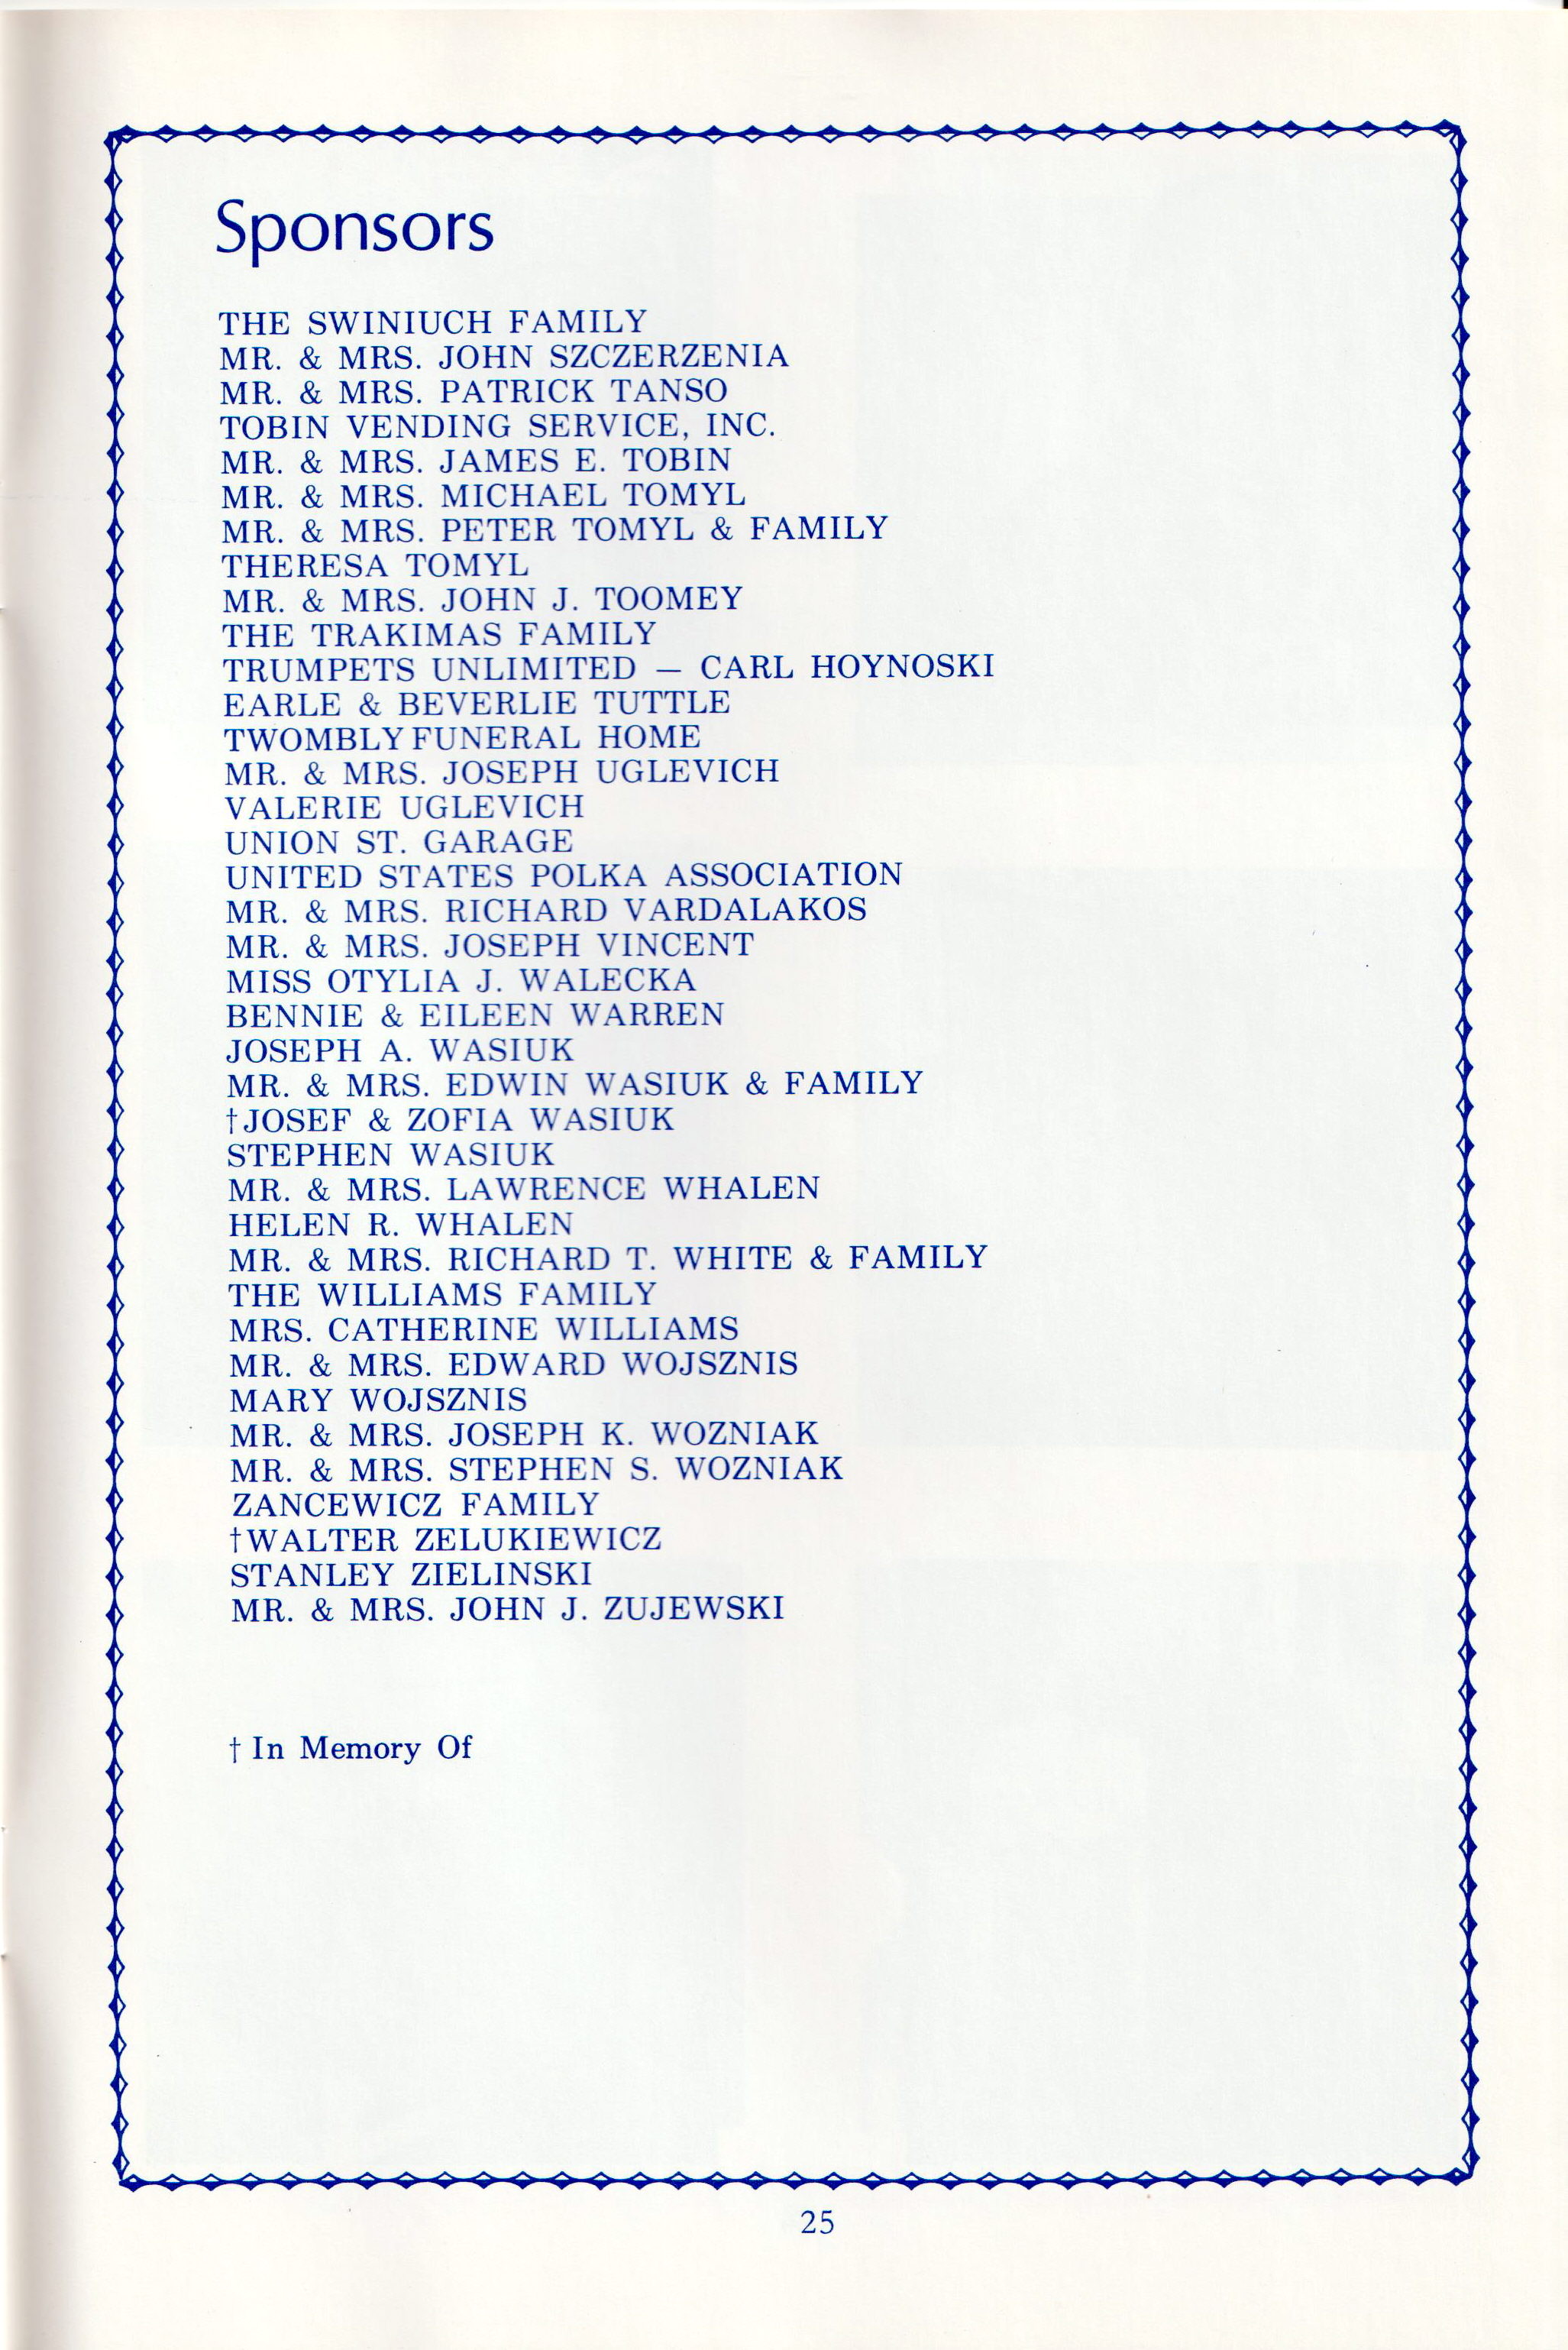 Sponsors
THE SWINIUCH FAMILY
MR. & MRS. JOHN SZCZERZENIA
MR. & MRS. PATRICK TANSO
TOBIN VENDING SERVICE, INC.
MR. & MRS. JAMES E. TOBIN
MR. & MRS. MICHAEL TOMYL
MR. & MRS. PETER TOMYL & FAMILY
THERESA TOMYL
MR. & MRS. JOHN J. TOOMEY
THE TRAKIMAS FAMILY
TRUMPETS UNLIMITED — CARL HOYNOSKI
EARLE & BEVERLIE TUTTLE
TWOMBLY FUNERAL HOME
MR. & MRS. JOSEPH UGLEVICH
VALERIE UGLEVICH
UNION ST. GARAGE
UNITED STATES POLKA ASSOCIATION
MR. & MRS. RICHARD VARDALAKOS
MR. & MRS. JOSEPH VINCENT
MISS OTYLIA J. WALECKA
BENNIE & EILEEN WARREN
JOSEPH A. WASIUK
MR. & MRS. EDWIN WASIUK & FAMILY
†JOSEF & ZOFIA WASIUK
STEPHEN WASIUK
MR. & MRS. LAWRENCE WHALEN
HELEN R. WHALEN
MR. & MRS. RICHARD T. WHITE & FAMILY
THE WILLIAMS FAMILY
MRS. CATHERINE WILLIAMS
MR. & MRS. EDWARD WOJSZNIS
MARY WOJSZNIS
MR. & MRS. JOSEPH K. WOZNIAK
MR. & MRS. STEPHEN S. WOZNIAK
ZANCEWICZ FAMILY
†WALTER ZELUKIEWICZ
STANLEY ZIELINSKI
MR. & MRS. JOHN J. ZUJEWSKI
† In Memory Of
25